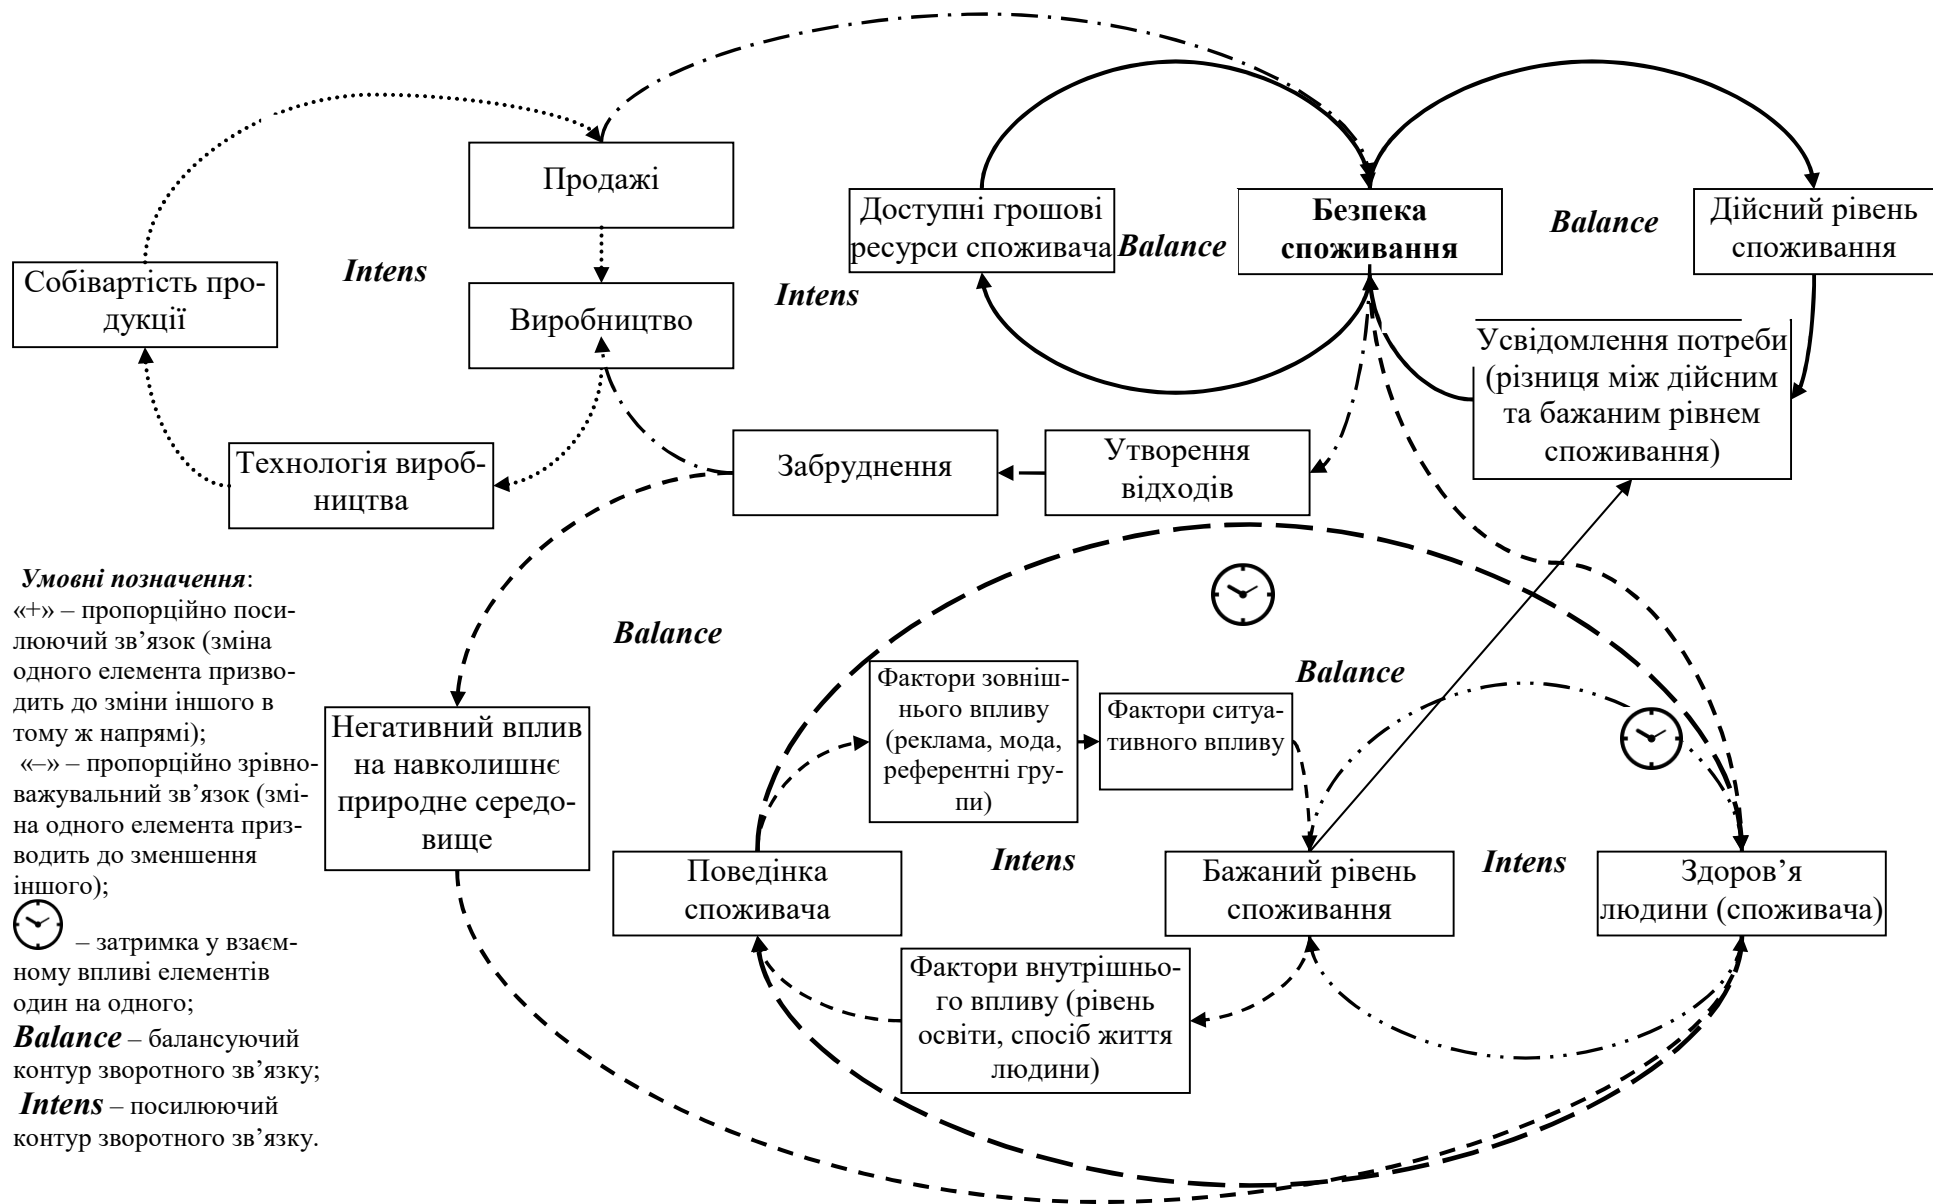 Продажі
Доступні грошові
ресурси споживача
Balance
Безпека
споживання
Balance
Дійсний рівень
споживання
Собівартість про-
дукції
Intens
Intens
Виробництво
Усвідомлення потреби
(різниця між дійсним
та бажаним рівнем
споживання)
Технологія вироб-
ництва
Забруднення
Утворення
відходів
Умовні позначення:
«+» – пропорційно поси-
люючий зв’язок (зміна
одного елемента призво-
дить до зміни іншого в
тому ж напрямі);
«–» – пропорційно зрівно-
важувальний зв’язок (змі-
на одного елемента приз-
водить до зменшення
іншого);
– затримка у взаєм-
ному впливі елементів
один на одного;
Balance – балансуючий
контур зворотного зв’язку;
Intens – посилюючий
контур зворотного зв’язку.
Balance
Негативний вплив
на навколишнє
природне середо-
вище
Фактори зовніш-
нього впливу
(реклама, мода,
референтні гру-
пи)
Фактори ситуа-
тивного впливу
Balance
Поведінка
споживача
Intens
Бажаний рівень
споживання
Intens
Здоров’я
людини (споживача)
Фактори внутрішньо-
го впливу (рівень
освіти, спосіб життя
людини)